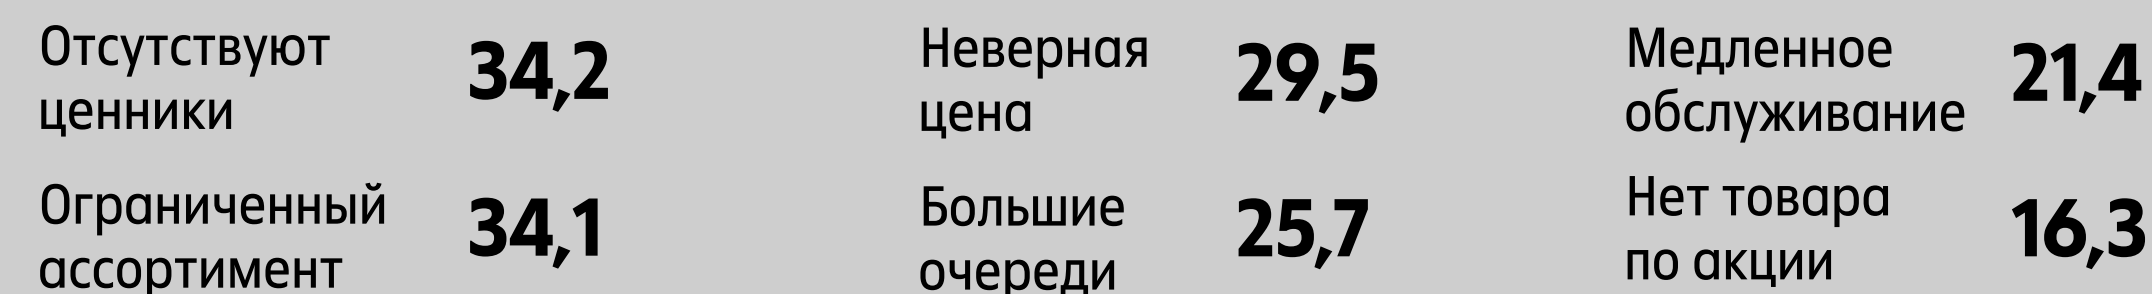 Отсутствуют
ценники
34,2
Ограниченный
ассортимент
34,1
Неверная
цена
29,5
Большие
очереди
25,7
Медленное
обслуживание
21,4
Нет товара
по акции
16,3